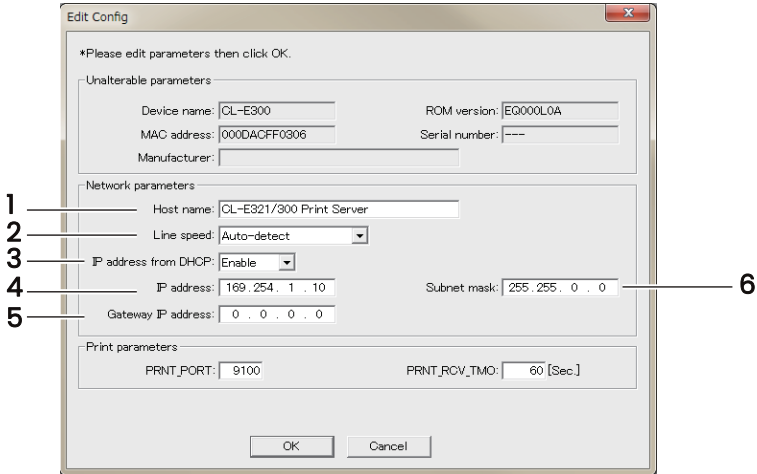 Edit Config
*Please edit parameters then click OK.
Unalterable parameters
Device name: CL-E300 ROM version: EQ000L0A
MAC address: 000DACFF0306 Serial number: ---
Manufacturer:
Network parameters
1 Host name: CL-E321/300 Print Server
2 Line speed: Auto-detect
3 IP address from DHCP: Enable
4 IP address: 169.254. 1 . 10 Subnet mask: 255.255. 0 . 0 6
5 Gateway IP address: 0 . 0 . 0 . 0
Print parameters
PRNT_PORT: 9100 PRNT_RCV_TMO: 60 [Sec.]
OK Cancel